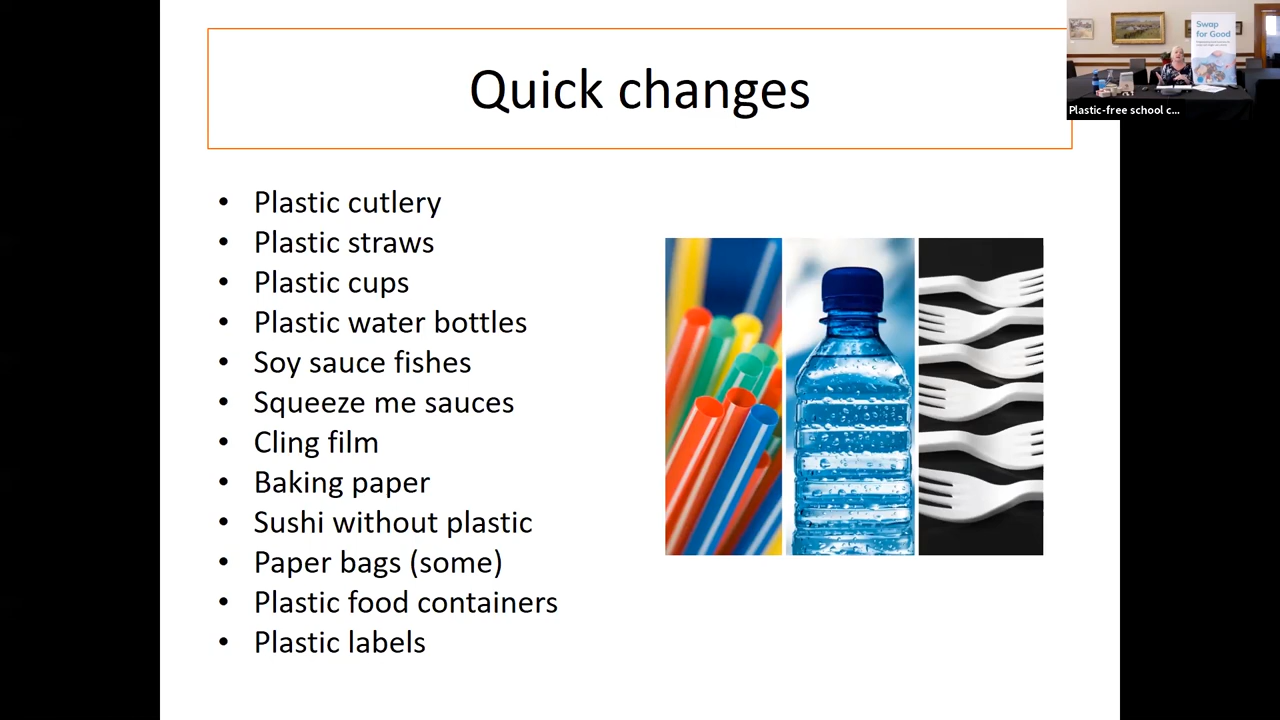 Quick changes
• Plastic cutlery
• Plastic straws
• Plastic cups
• Plastic water bottles
• Soy sauce fishes
• Squeeze me sauces
• Cling film
• Baking paper
• Sushi without plastic
• Paper bags (some)
• Plastic food containers
• Plastic labels
Swap
for Good
Plastic-free school c...